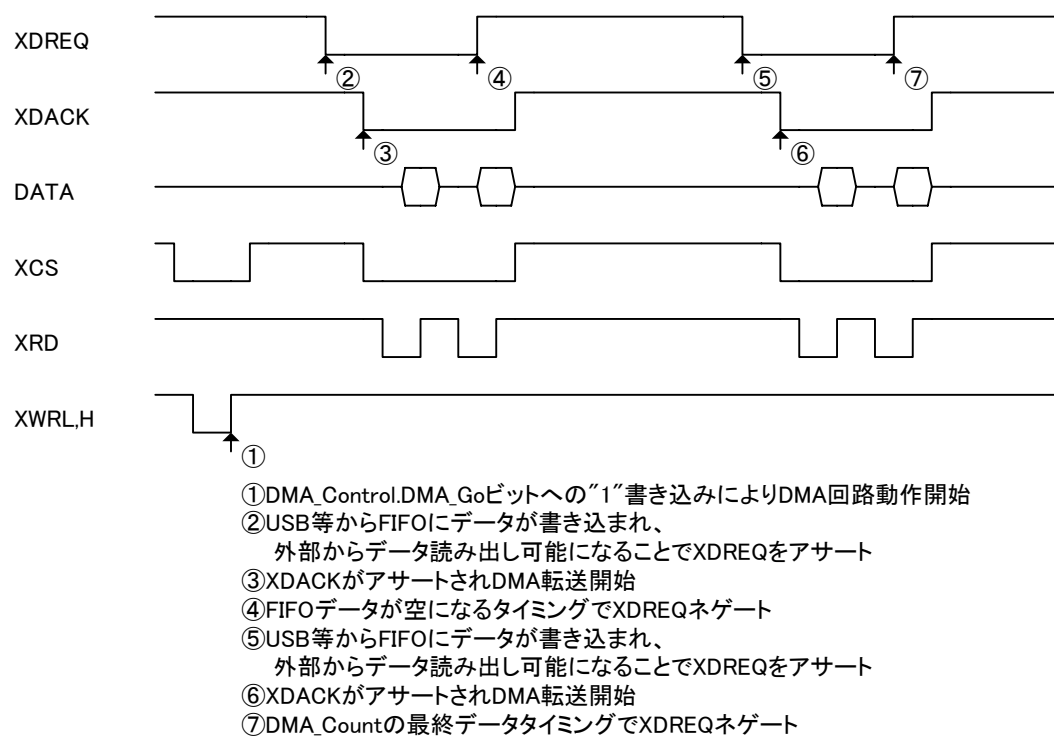 XDREQ
② ④ ⑤ ⑦
XDACK
③ ⑥
DATA
XCS
XRD
XWRL,H
①
①DMA_Control.DMA_Goビットへの"1"書き込みによりDMA回路動作開始
②USB等からFIFOにデータが書き込まれ、
外部からデータ読み出し可能になることでXDREQをアサート
③XDACKがアサートされDMA転送開始
④FIFOデータが空になるタイミングでXDREQネゲート
⑤USB等からFIFOにデータが書き込まれ、
外部からデータ読み出し可能になることでXDREQをアサート
⑥XDACKがアサートされDMA転送開始
⑦DMA_Countの最終データタイミングでXDREQネゲート